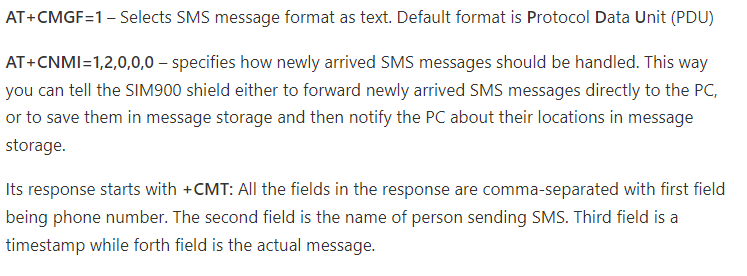 AT+CMGF=1 – Selects SMS message format as text. Default format is Protocol Data Unit (PDU)
AT+CNMI=1,2,0,0,0 – specifies how newly arrived SMS messages should be handled. This way
you can tell the SIM900 shield either to forward newly arrived SMS messages directly to the PC,
or to save them in message storage and then notify the PC about their locations in message
storage.
Its response starts with +CMT: All the fields in the response are comma-separated with first field
being phone number. The second field is the name of person sending SMS. Third field is a
timestamp while forth field is the actual message.